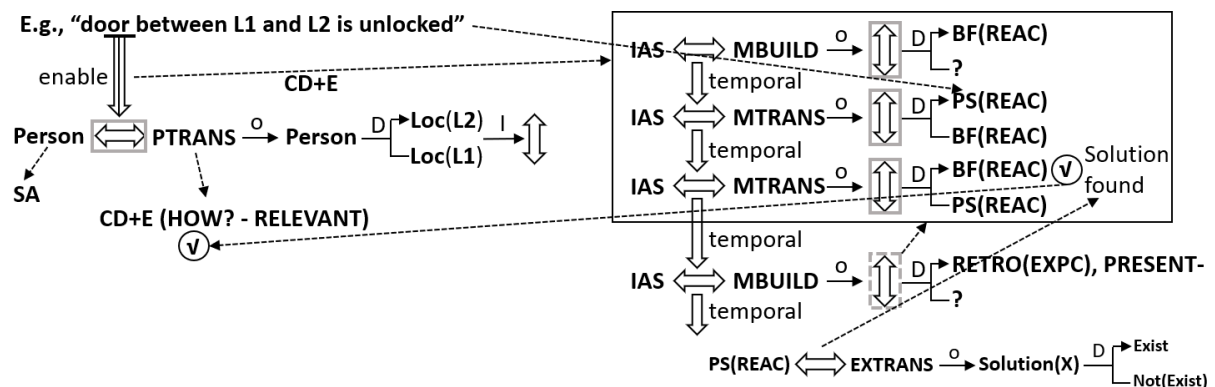 E.g., “door between L1 and L2 is unlocked”
enable
CD+E
Person PTRANS o Person D Loc(L2) I
Loc(L1)
SA
CD+E (HOW? - RELEVANT)
√
IAS MBUILD o D BF(REAC)
?
temporal
IAS MTRANS o D PS(REAC)
BF(REAC)
temporal
IAS MTRANS o D BF(REAC) √ Solution found
PS(REAC)
temporal
IAS MBUILD o D RETRO(EXPC), PRESENT-
?
temporal
PS(REAC) EXTRANS o Solution(X) D Exist
Not(Exist)